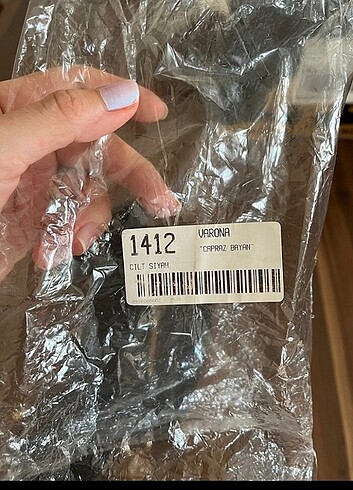 1412
VARONA
"CAPRAZ BAYAN"
CILT SIYAH